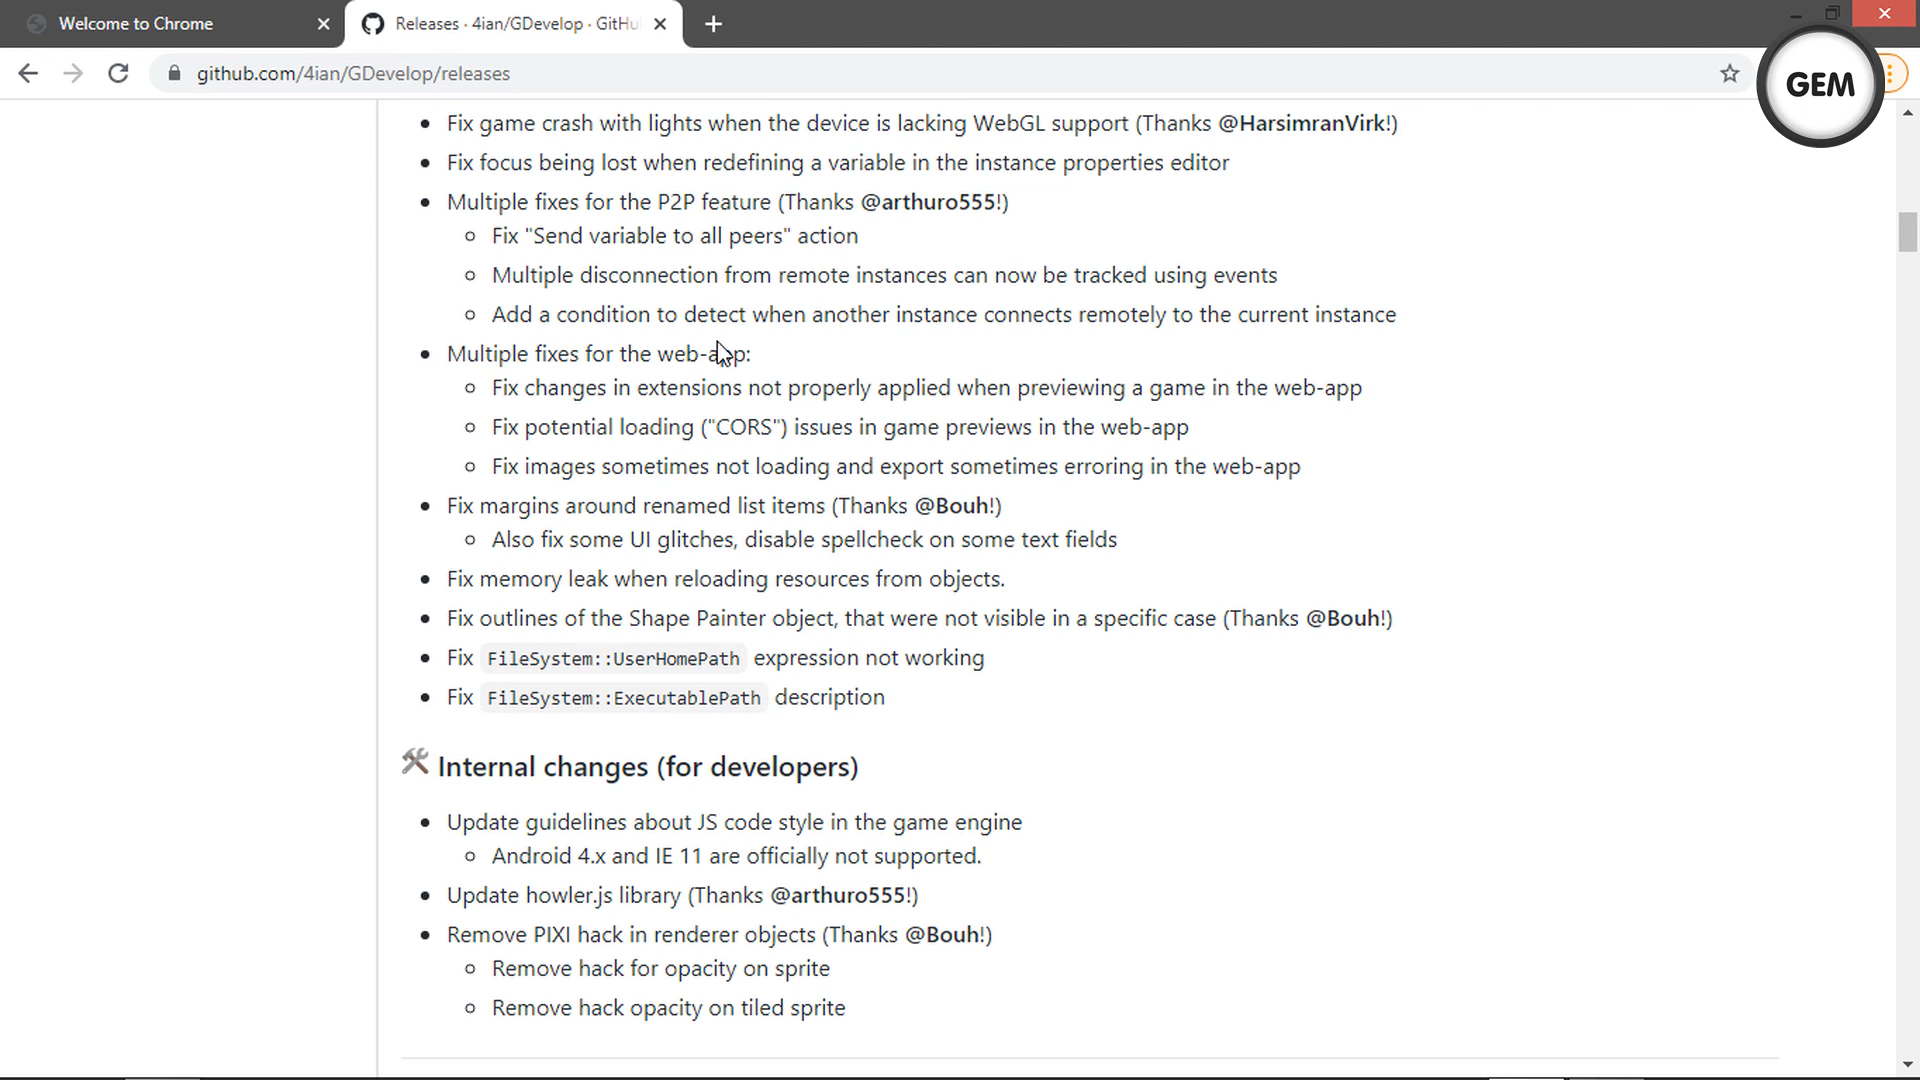 Welcome to Chrome
Releases · 4ian/GDevelop · GitHu
github.com/4ian/GDevelop/releases
GEM
Fix game crash with lights when the device is lacking WebGL support (Thanks @HarsimranVirk!)
Fix focus being lost when redefining a variable in the instance properties editor
Multiple fixes for the P2P feature (Thanks @arthuro555!)
Fix "Send variable to all peers" action
Multiple disconnection from remote instances can now be tracked using events
Add a condition to detect when another instance connects remotely to the current instance
Multiple fixes for the web-app:
Fix changes in extensions not properly applied when previewing a game in the web-app
Fix potential loading ("CORS") issues in game previews in the web-app
Fix images sometimes not loading and export sometimes erroring in the web-app
Fix margins around renamed list items (Thanks @Bouh!)
Also fix some UI glitches, disable spellcheck on some text fields
Fix memory leak when reloading resources from objects.
Fix outlines of the Shape Painter object, that were not visible in a specific case (Thanks @Bouh!)
Fix FileSystem::UserHomePath expression not working
Fix FileSystem::ExecutablePath description
Internal changes (for developers)
Update guidelines about JS code style in the game engine
Android 4.x and IE 11 are officially not supported.
Update howler.js library (Thanks @arthuro555!)
Remove PIXI hack in renderer objects (Thanks @Bouh!)
Remove hack for opacity on sprite
Remove hack opacity on tiled sprite